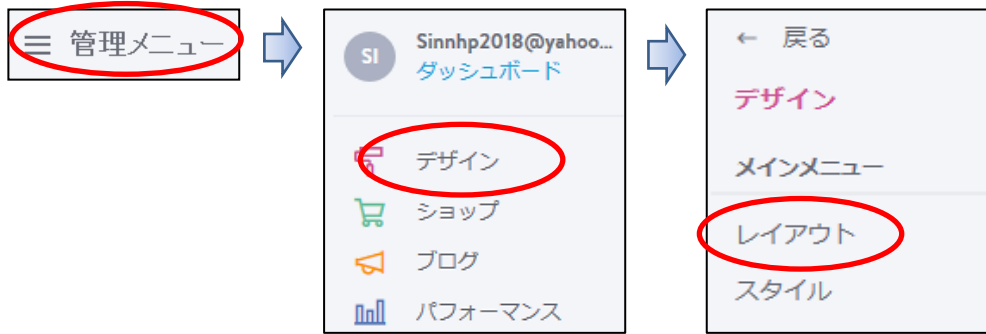 管理メニュー
SI
Sinnhp2018@yahoo...
ダッシュボード
デザイン
ショップ
ブログ
パフォーマンス
← 戻る
デザイン
メインメニュー
レイアウト
スタイル